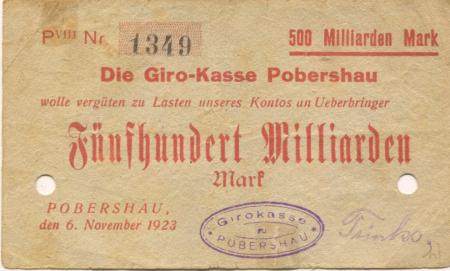 PVIII Nr. 1349
500 Milliarden Mark
Die Giro-Kasse Pobershau
wolle vergüten zu Lasten unseres Kontos an Ueberbringer
Fünfhundert Milliarden
Mark
POBERSHAU,
den 6. November 1923
Girokasse
POBERSHAU